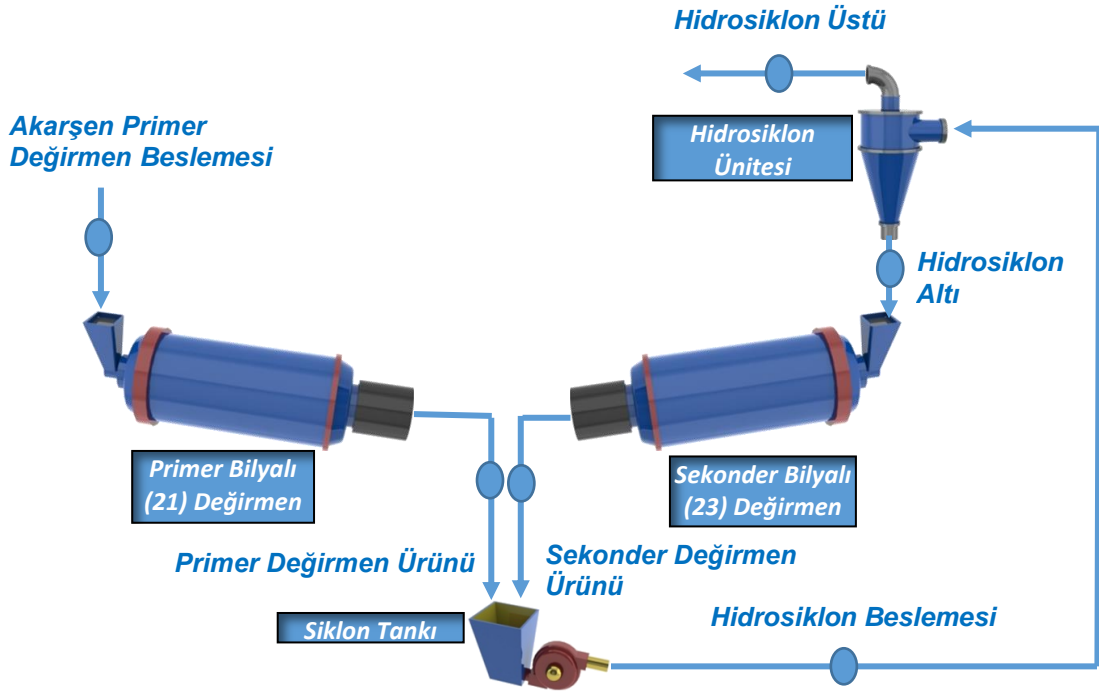 Hidrosiklon Üstü
Akarşen Primer
Değirmen Beslemesi
Hidrosiklon
Ünitesi
Hidrosiklon
Altı
Primer Bilyalı
(21) Değirmen
Sekonder Bilyalı
(23) Değirmen
Primer Değirmen Ürünü
Sekonder Değirmen
Ürünü
Siklon Tankı
Hidrosiklon Beslemesi